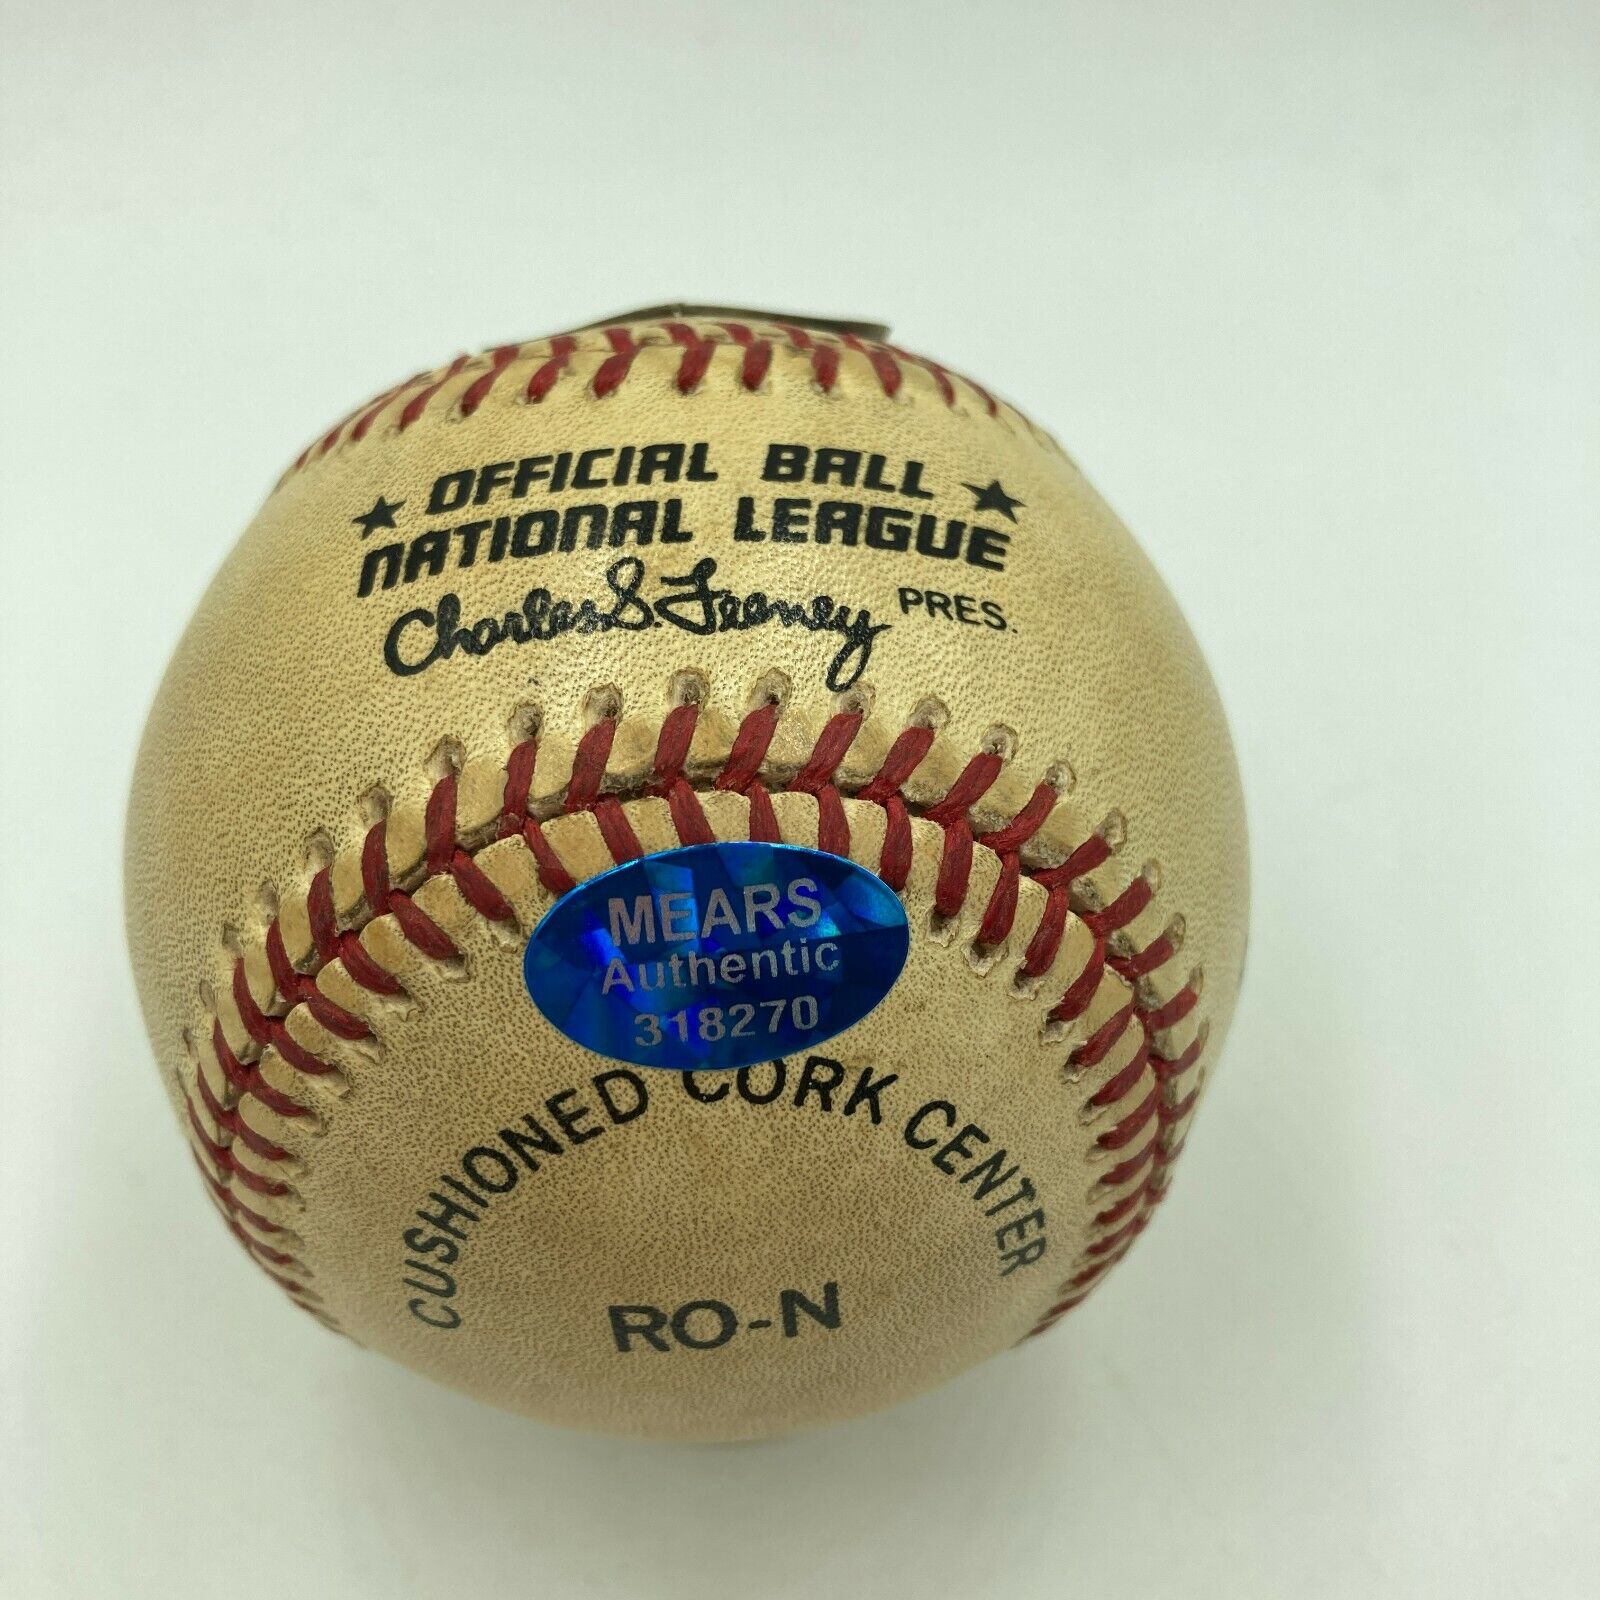 ★ OFFICIAL BALL ★
NATIONAL LEAGUE
Charles S. Feeney PRES.
MEARS
Authentic
318270
CUSHIONED CORK CENTER
RO-N